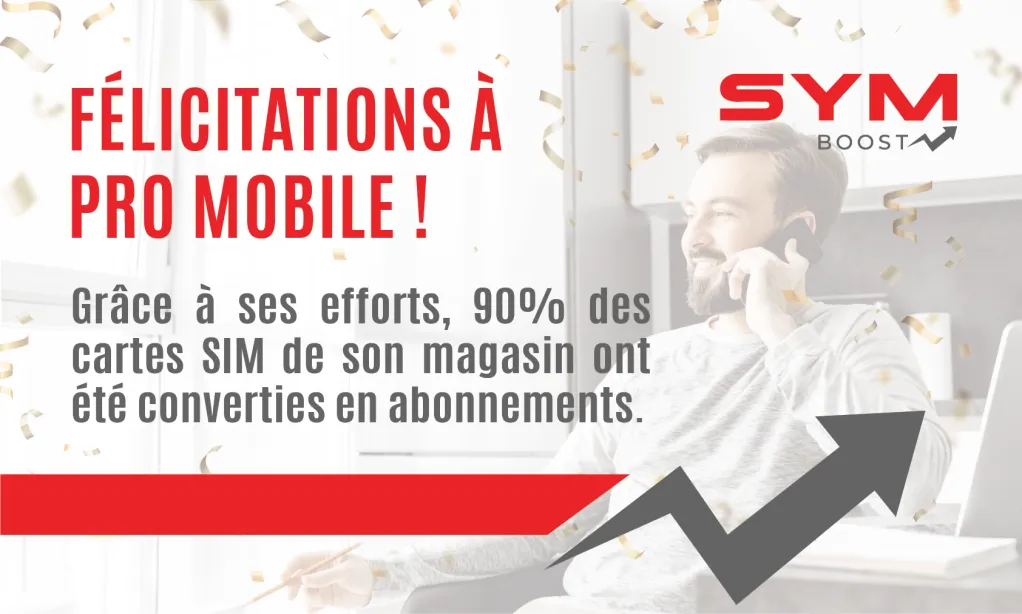 FÉLICITATIONS À
PRO MOBILE !
SYM
BOOST
Grâce à ses efforts, 90% des
cartes SIM de son magasin ont
été converties en abonnements.